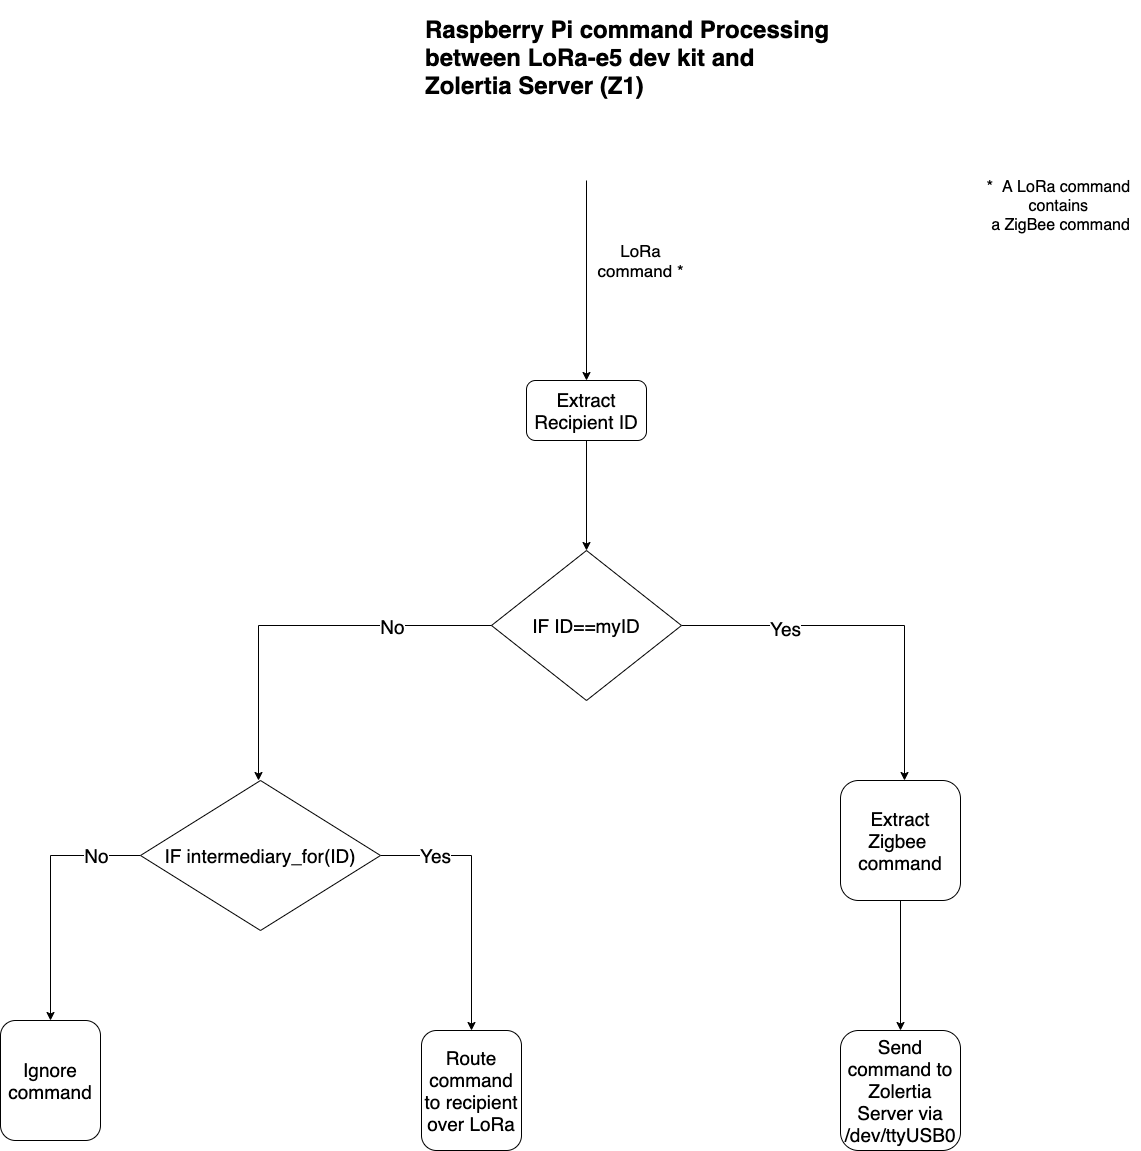 Raspberry Pi command Processing
between LoRa-e5 dev kit and
Zolertia Server (Z1)
* A LoRa command
contains
a ZigBee command
LoRa
command *
Extract
Recipient ID
No
IF ID==myID
Yes
No
IF intermediary_for(ID)
Yes
Extract
Zigbee
command
Ignore
command
Route
command
to recipient
over LoRa
Send
command to
Zolertia
Server via
/dev/ttyUSB0